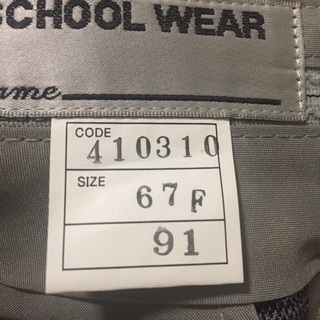 SCHOOL WEAR
ame
CODE
410310
SIZE
67F
91